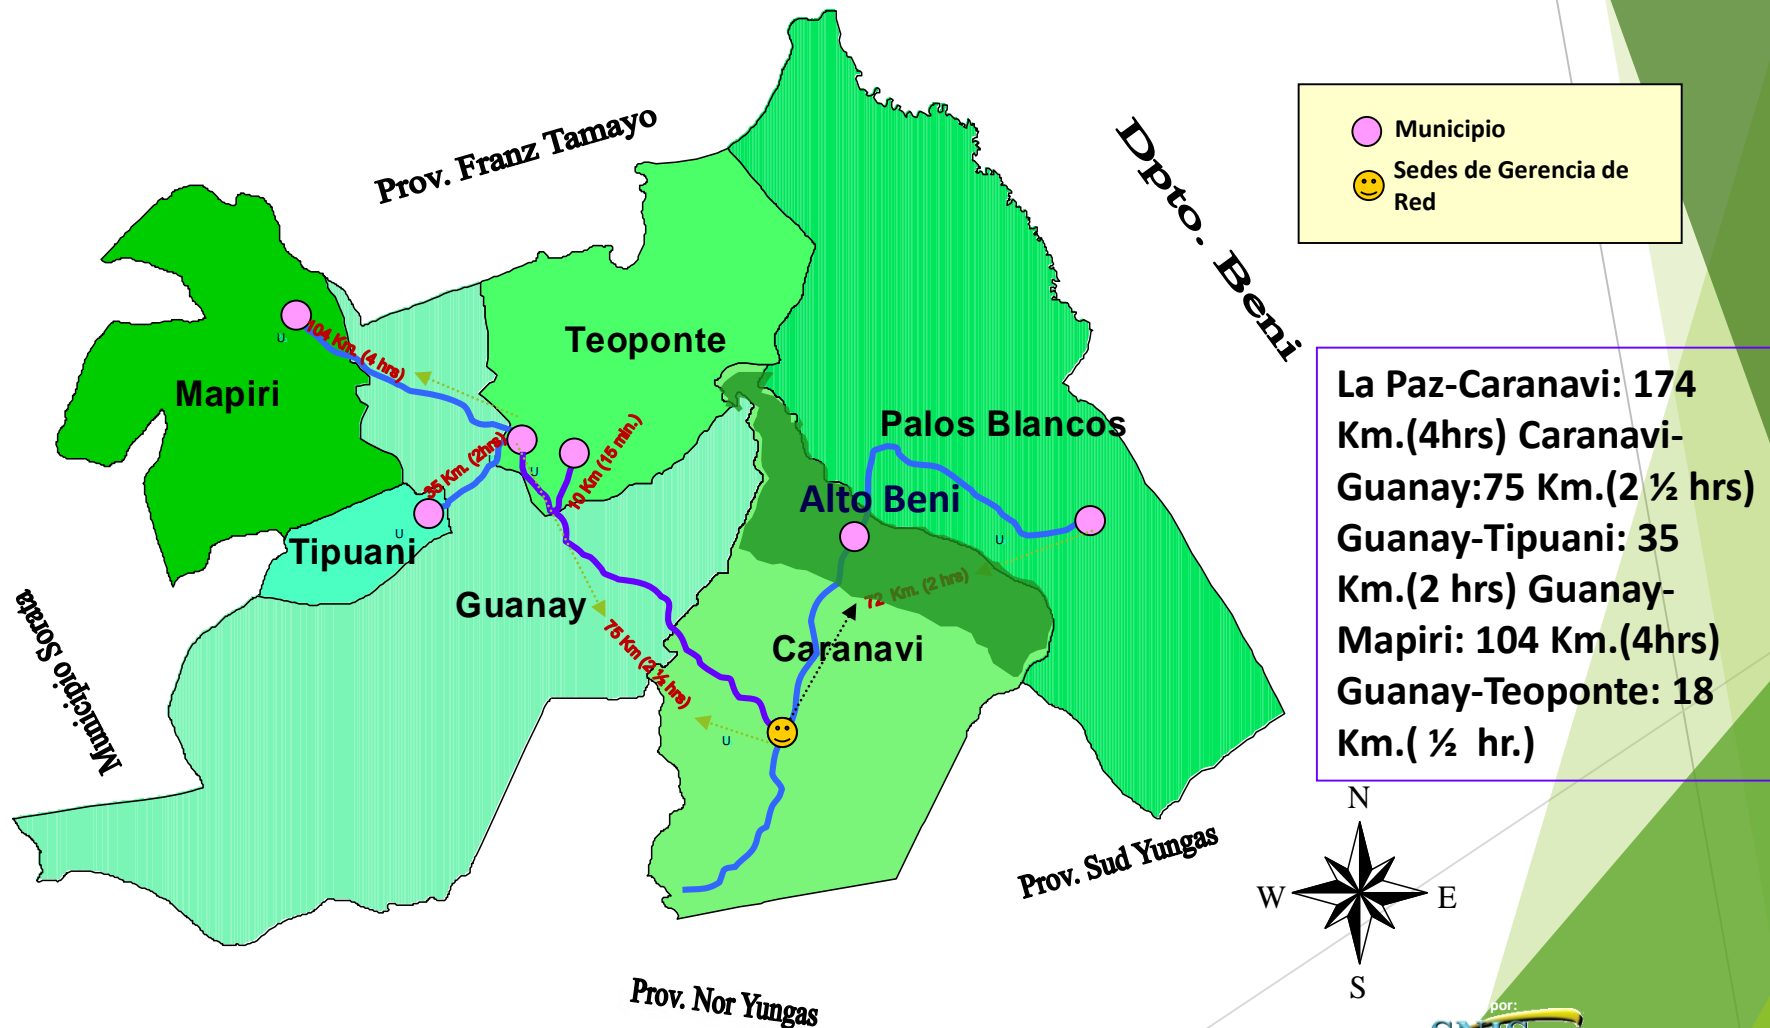 Prov. Franz Tamayo
Dpto. Beni
Municipio
Sedes de Gerencia de
Red
Teoponte
Mapiri
104 Km. (4 hrs)
U
Palos Blancos
La Paz-Caranavi: 174
Km.(4hrs) Caranavi-
Guanay:75 Km.(2 ½ hrs)
Guanay-Tipuani: 35
Km.(2 hrs) Guanay-
Mapiri: 104 Km.(4hrs)
Guanay-Teoponte: 18
Km.( ½ hr.)
35 Km. (2hrs)
U
U
10 Km (15 min.)
Alto Beni
U
U
Tipuani
72 Km. (2 hrs)
Guanay
75 Km (2 ½ hrs)
Caranavi
U
Municipio Sorata
Prov. Sud Yungas
Prov. Nor Yungas
N
W
E
S
por:
SNIS